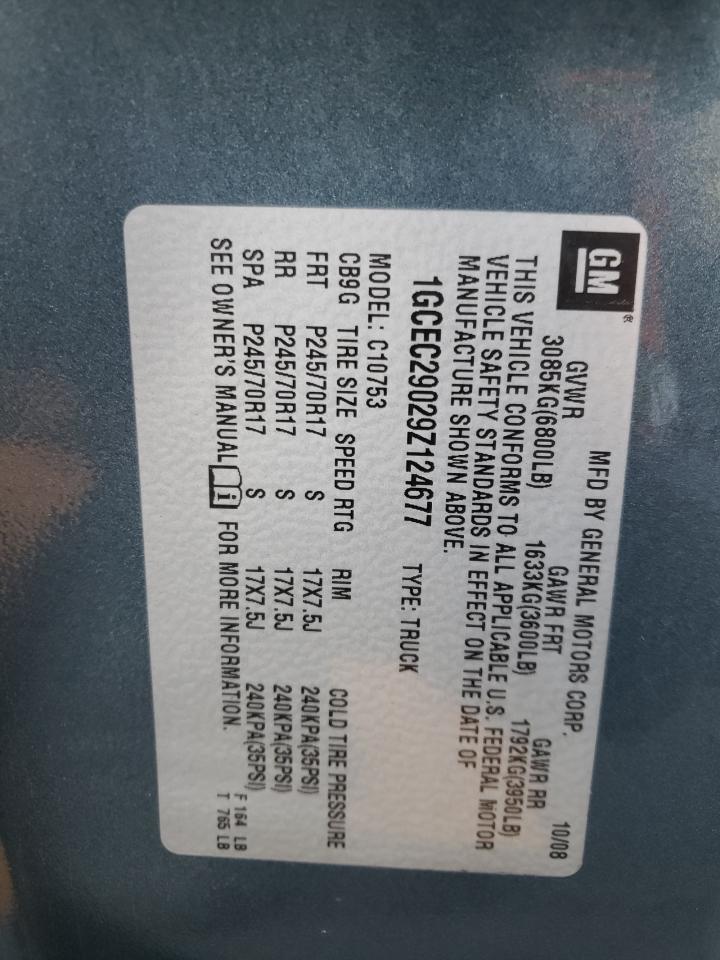 GM®
MFD BY GENERAL MOTORS CORP. 10/08
GVWR GAWR FRT GAWR RR
3085KG(6800LB) 1633KG(3600LB) 1792KG(3950LB)
THIS VEHICLE CONFORMS TO ALL APPLICABLE U.S. FEDERAL MOTOR
VEHICLE SAFETY STANDARDS IN EFFECT ON THE DATE OF
MANUFACTURE SHOWN ABOVE.
1GCEC29029Z124677 TYPE: TRUCK
MODEL: C10753
CB9G TIRE SIZE SPEED RTG RIM COLD TIRE PRESSURE
FRT P245/70R17 S 17X7.5J 240KPA(35PSI)
RR P245/70R17 S 17X7.5J 240KPA(35PSI)
SPA P245/70R17 S 17X7.5J 240KPA(35PSI)
SEE OWNER'S MANUAL i FOR MORE INFORMATION.
F 164 LB
T 765 LB